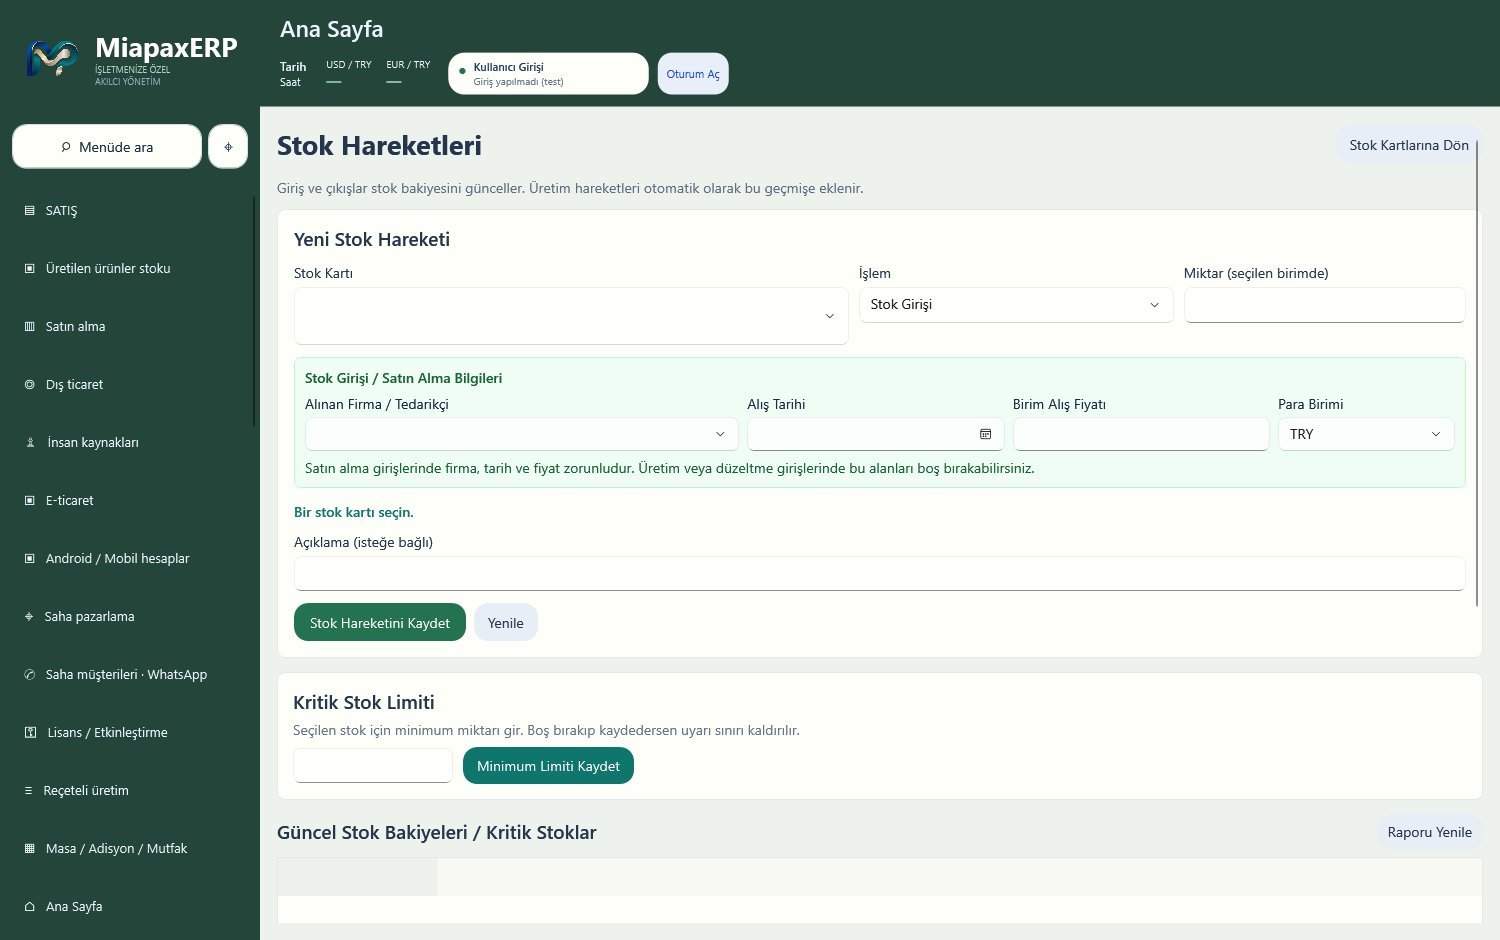 MiapaxERP
İŞLETMENİZE ÖZEL
AKILCI YÖNETİM
Menüde ara
SATIŞ
Üretilen ürünler stoku
Satın alma
Dış ticaret
İnsan kaynakları
E-ticaret
Android / Mobil hesaplar
Saha pazarlama
Saha müşterileri · WhatsApp
Lisans / Etkinleştirme
Reçeteli üretim
Masa / Adisyon / Mutfak
Ana Sayfa
Ana Sayfa
Tarih
Saat
USD / TRY
—
EUR / TRY
—
Kullanıcı Girişi
Giriş yapılmadı (test)
Oturum Aç
Stok Hareketleri
Stok Kartlarına Dön
Giriş ve çıkışlar stok bakiyesini günceller. Üretim hareketleri otomatik olarak bu geçmişe eklenir.
Yeni Stok Hareketi
Stok Kartı
İşlem
Miktar (seçilen birimde)
Stok Girişi
Stok Girişi / Satın Alma Bilgileri
Alınan Firma / Tedarikçi
Alış Tarihi
Birim Alış Fiyatı
Para Birimi
TRY
Satın alma girişlerinde firma, tarih ve fiyat zorunludur. Üretim veya düzeltme girişlerinde bu alanları boş bırakabilirsiniz.
Bir stok kartı seçin.
Açıklama (isteğe bağlı)
Stok Hareketini Kaydet
Yenile
Kritik Stok Limiti
Seçilen stok için minimum miktarı gir. Boş bırakıp kaydedersen uyarı sınırı kaldırılır.
Minimum Limiti Kaydet
Güncel Stok Bakiyeleri / Kritik Stoklar
Raporu Yenile